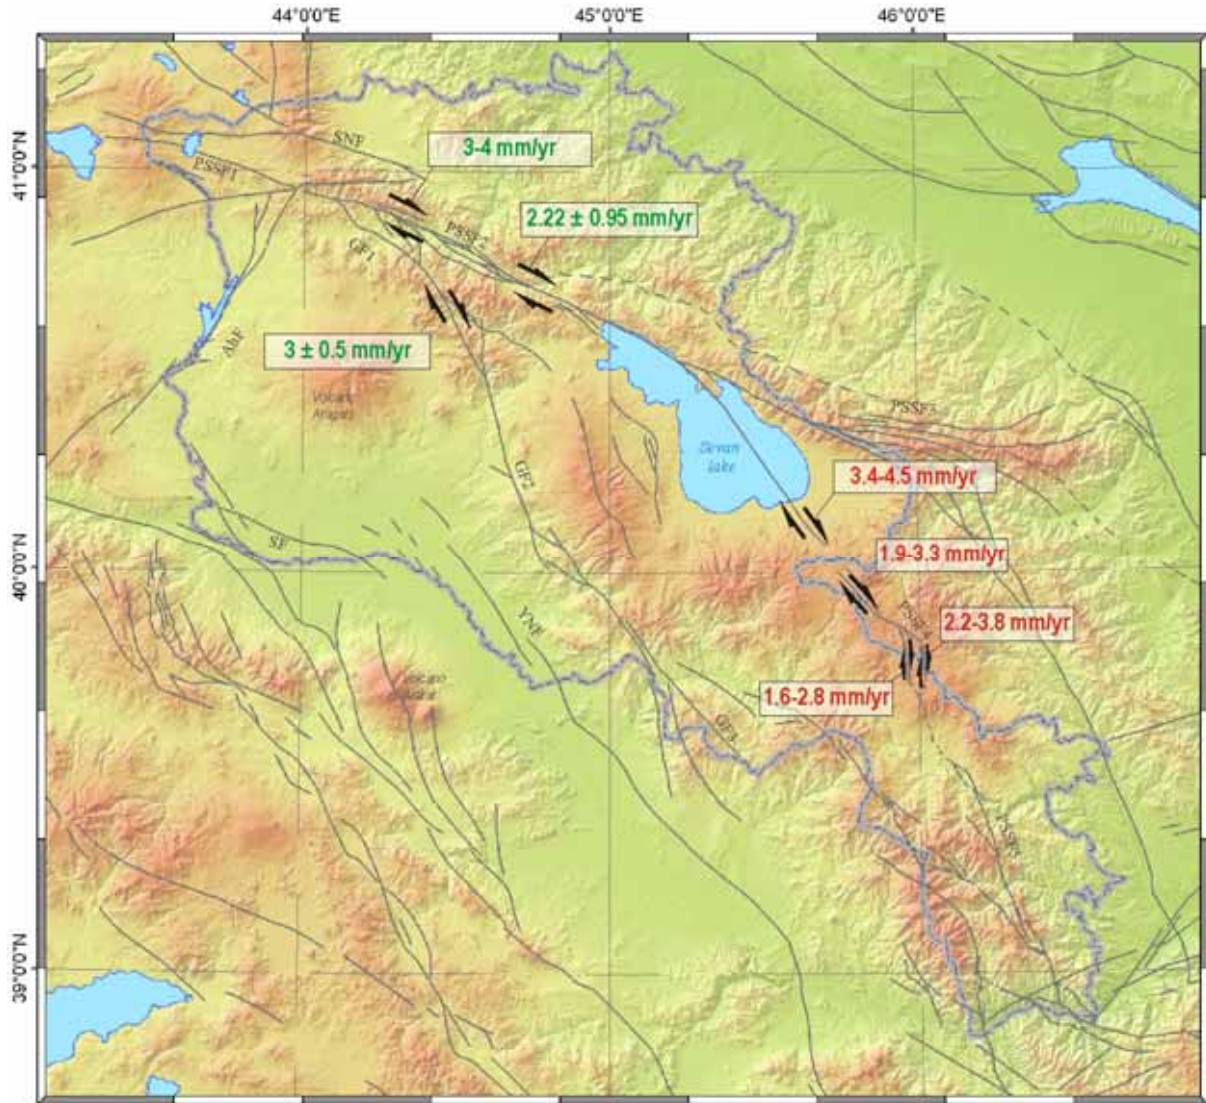 44°0'0"E
45°0'0"E
46°0'0"E
41°0'0"N
40°0'0"N
39°0'0"N
SNF
3-4 mm/yr
PSSF1
2.22 ± 0.95 mm/yr
PSSF2
GF1
AhF
3 ± 0.5 mm/yr
Volcano
Aragats
PSSF3
Sevan
lake
GF2
3.4-4.5 mm/yr
SF
1.9-3.3 mm/yr
YNF
PSSF4
2.2-3.8 mm/yr
Volcano
1.6-2.8 mm/yr
GF3
PSSF5